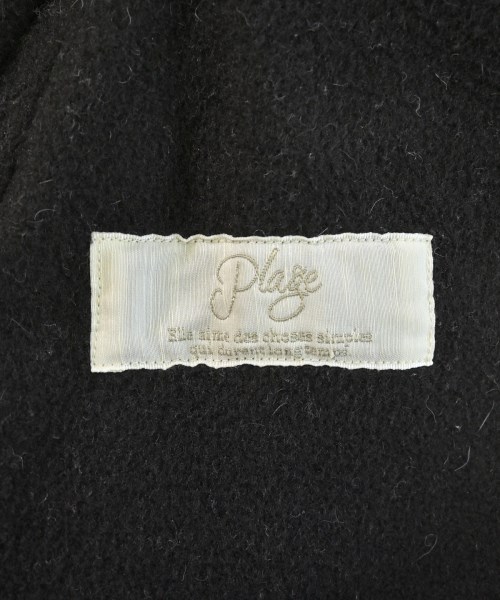 Plage
Elle aime des choses simples
qui durent longtemps.